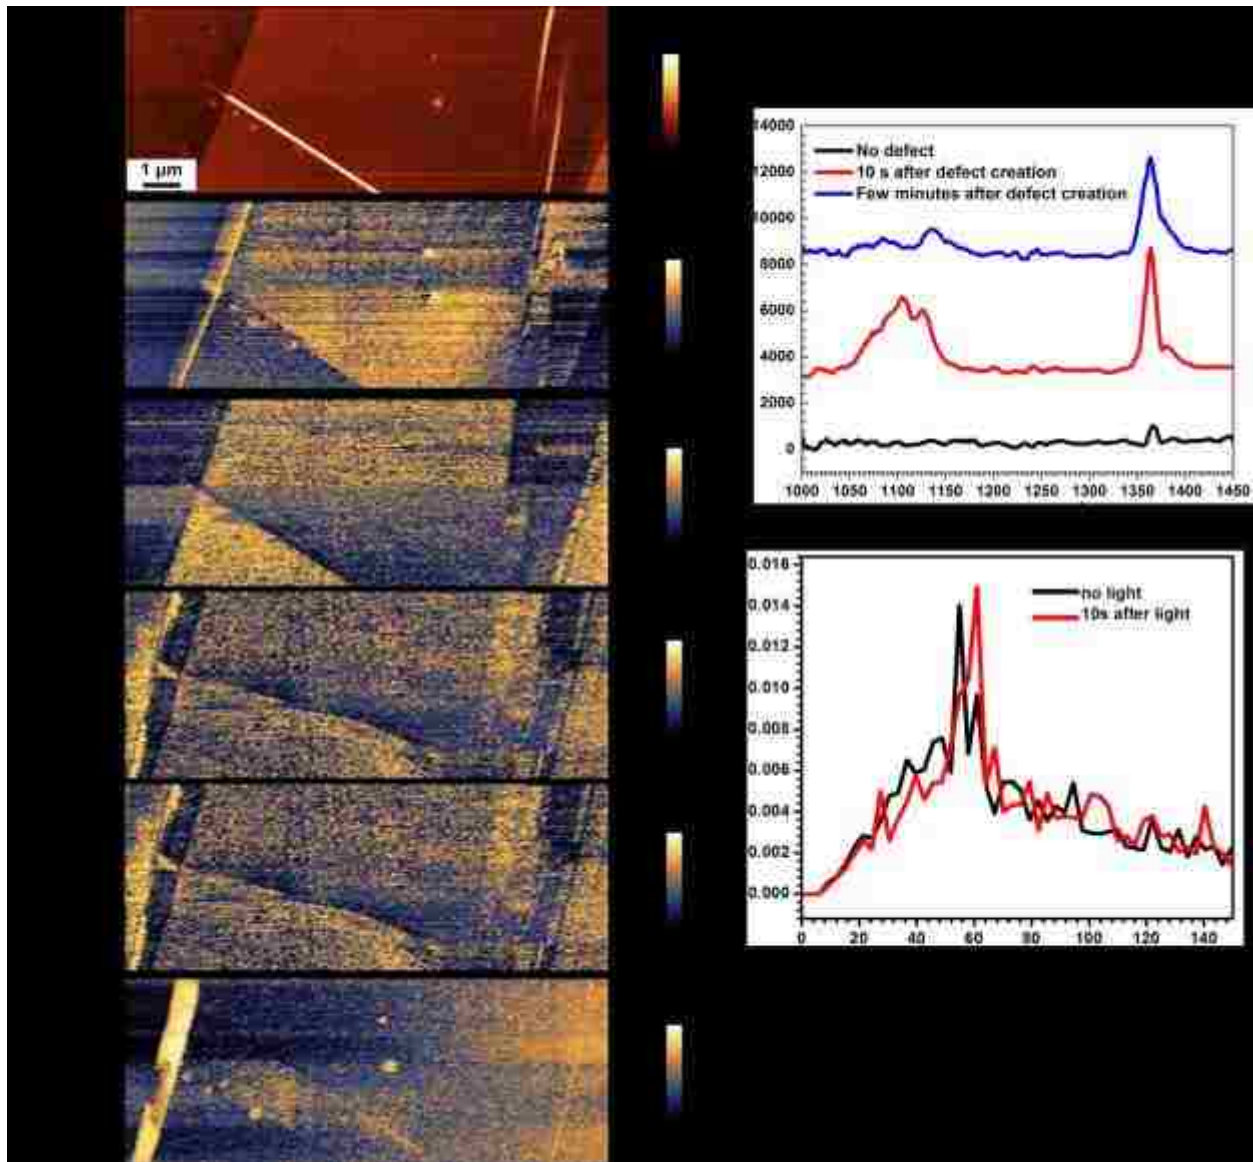 1 µm
14000
No defect
12000
10 s after defect creation
Few minutes after defect creation
10000
8000
6000
4000
2000
0
1000 1050 1100 1150 1200 1250 1300 1350 1400 1450
0.016
no light
0.014
10s after light
0.012
0.010
0.008
0.006
0.004
0.002
0.000
0 20 40 60 80 100 120 140